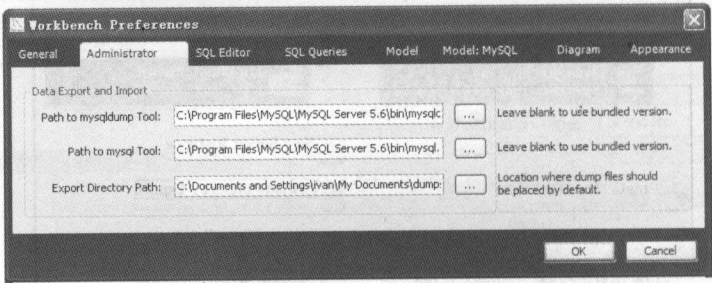 Workbench Preferences
General Administrator SQL Editor SQL Queries Model Model: MySQL Diagram Appearance
Data Export and Import
Path to mysqldump Tool: C:\Program Files\MySQL\MySQL Server 5.6\bin\mysqlc ... Leave blank to use bundled version.
Path to mysql Tool: C:\Program Files\MySQL\MySQL Server 5.6\bin\mysql. ... Leave blank to use bundled version.
Export Directory Path: C:\Documents and Settings\ivan\My Documents\dump: ... Location where dump files should
be placed by default.
OK Cancel